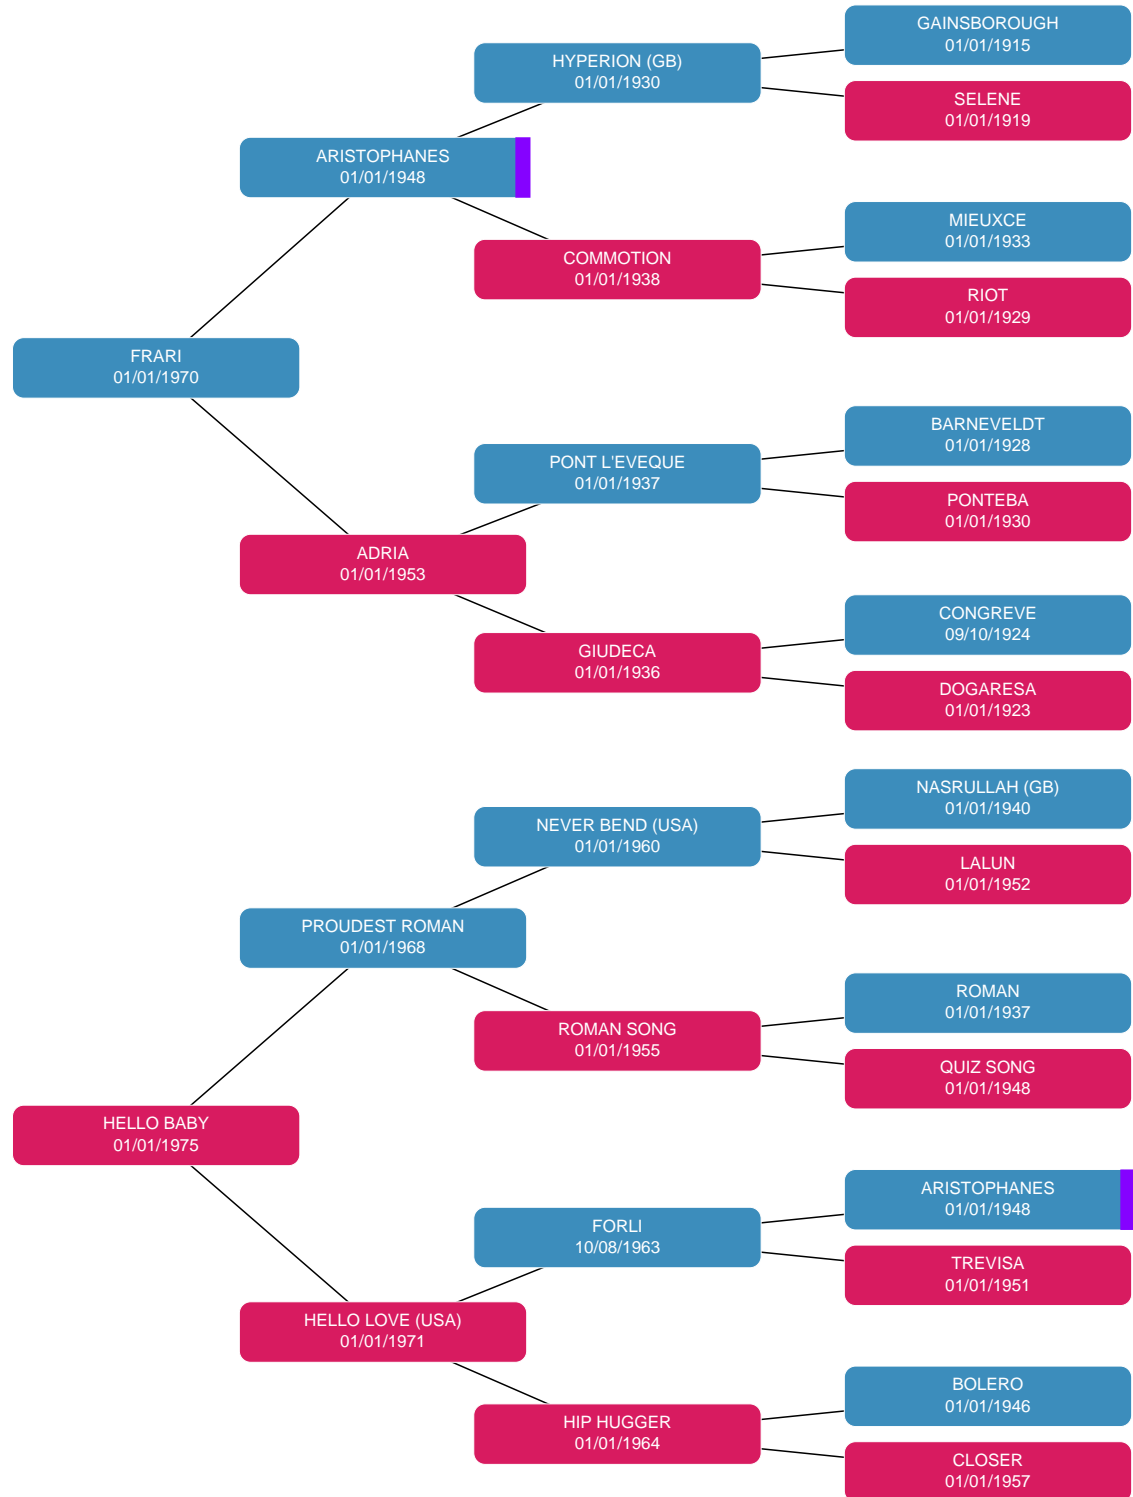 GAINSBOROUGH
01/01/1915
HYPERION (GB)
01/01/1930
SELENE
01/01/1919
ARISTOPHANES
01/01/1948
MIEUXCE
01/01/1933
COMMOTION
01/01/1938
RIOT
01/01/1929
FRARI
01/01/1970
BARNEVELDT
01/01/1928
PONT L'EVEQUE
01/01/1937
PONTEBA
01/01/1930
ADRIA
01/01/1953
CONGREVE
09/10/1924
GIUDECA
01/01/1936
DOGARESA
01/01/1923
NASRULLAH (GB)
01/01/1940
NEVER BEND (USA)
01/01/1960
LALUN
01/01/1952
PROUDEST ROMAN
01/01/1968
ROMAN
01/01/1937
ROMAN SONG
01/01/1955
QUIZ SONG
01/01/1948
HELLO BABY
01/01/1975
ARISTOPHANES
01/01/1948
FORLI
10/08/1963
TREVISA
01/01/1951
HELLO LOVE (USA)
01/01/1971
BOLERO
01/01/1946
HIP HUGGER
01/01/1964
CLOSER
01/01/1957